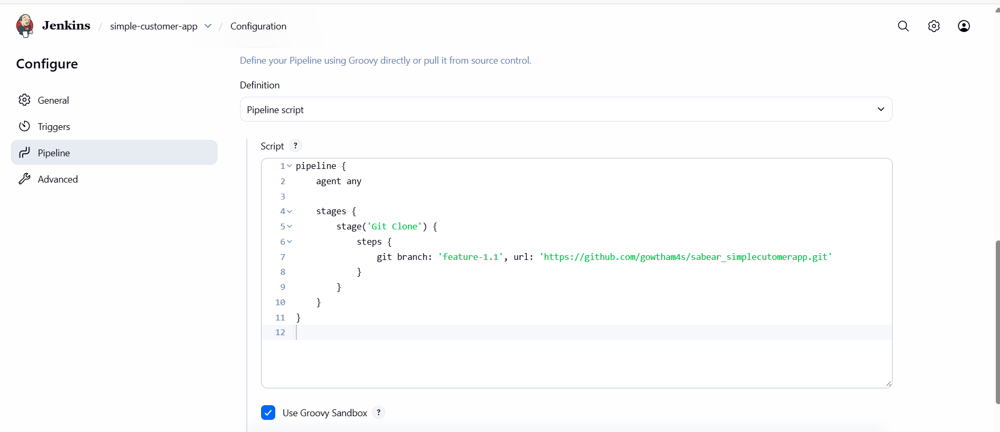 Jenkins / simple-customer-app / Configuration
Configure
General
Triggers
Pipeline
Advanced
Define your Pipeline using Groovy directly or pull it from source control.
Definition
Pipeline script
Script ?
1 pipeline {
2     agent any
3
4     stages {
5         stage('Git Clone') {
6             steps {
7                 git branch: 'feature-1.1', url: 'https://github.com/gowtham4s/sabear_simplecutomerapp.git'
8             }
9         }
10     }
11 }
12
Use Groovy Sandbox ?